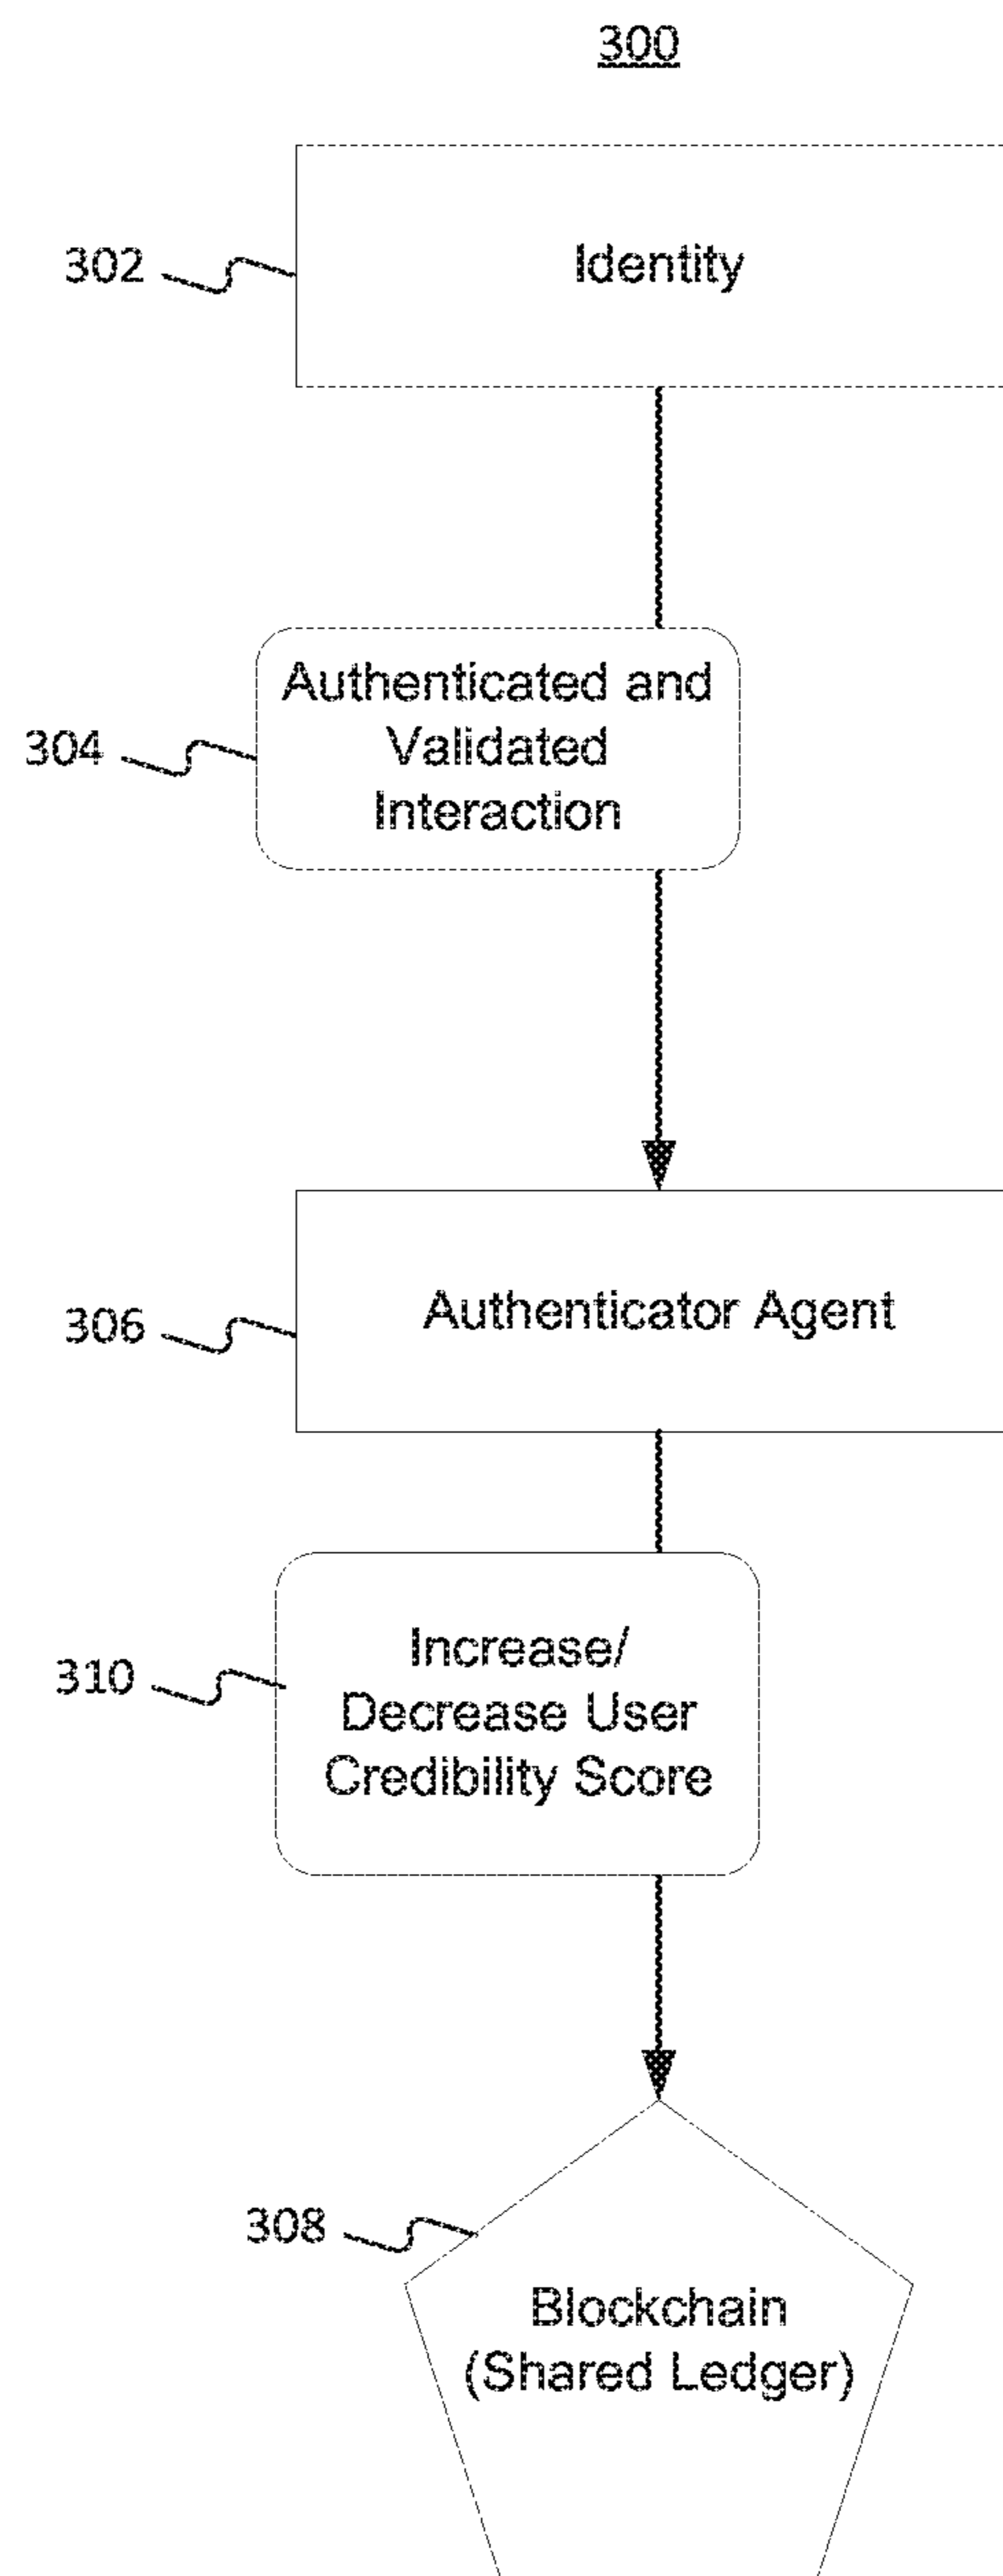 300
302
Identity
304
Authenticated and
Validated
Interaction
306
Authenticator Agent
310
Increase/
Decrease User
Credibility Score
308
Blockchain
(Shared Ledger)